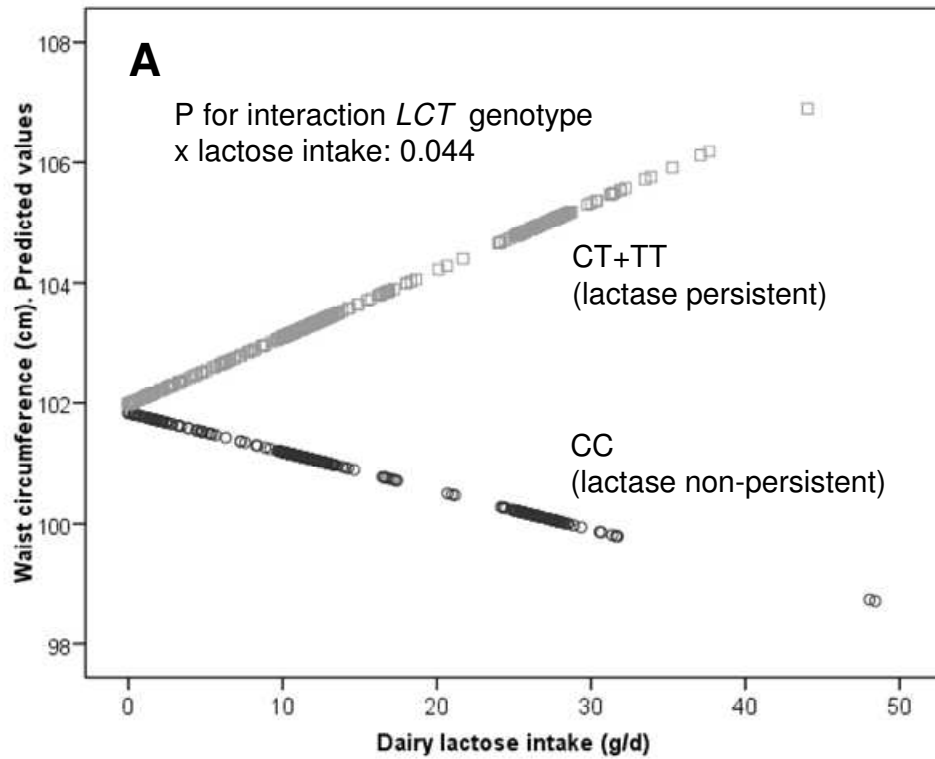 A
P for interaction LCT genotype
x lactose intake: 0.044
108
106
104
102
100
98
Waist circumference (cm). Predicted values
CT+TT
(lactase persistent)
CC
(lactase non-persistent)
0
10
20
30
40
50
Dairy lactose intake (g/d)